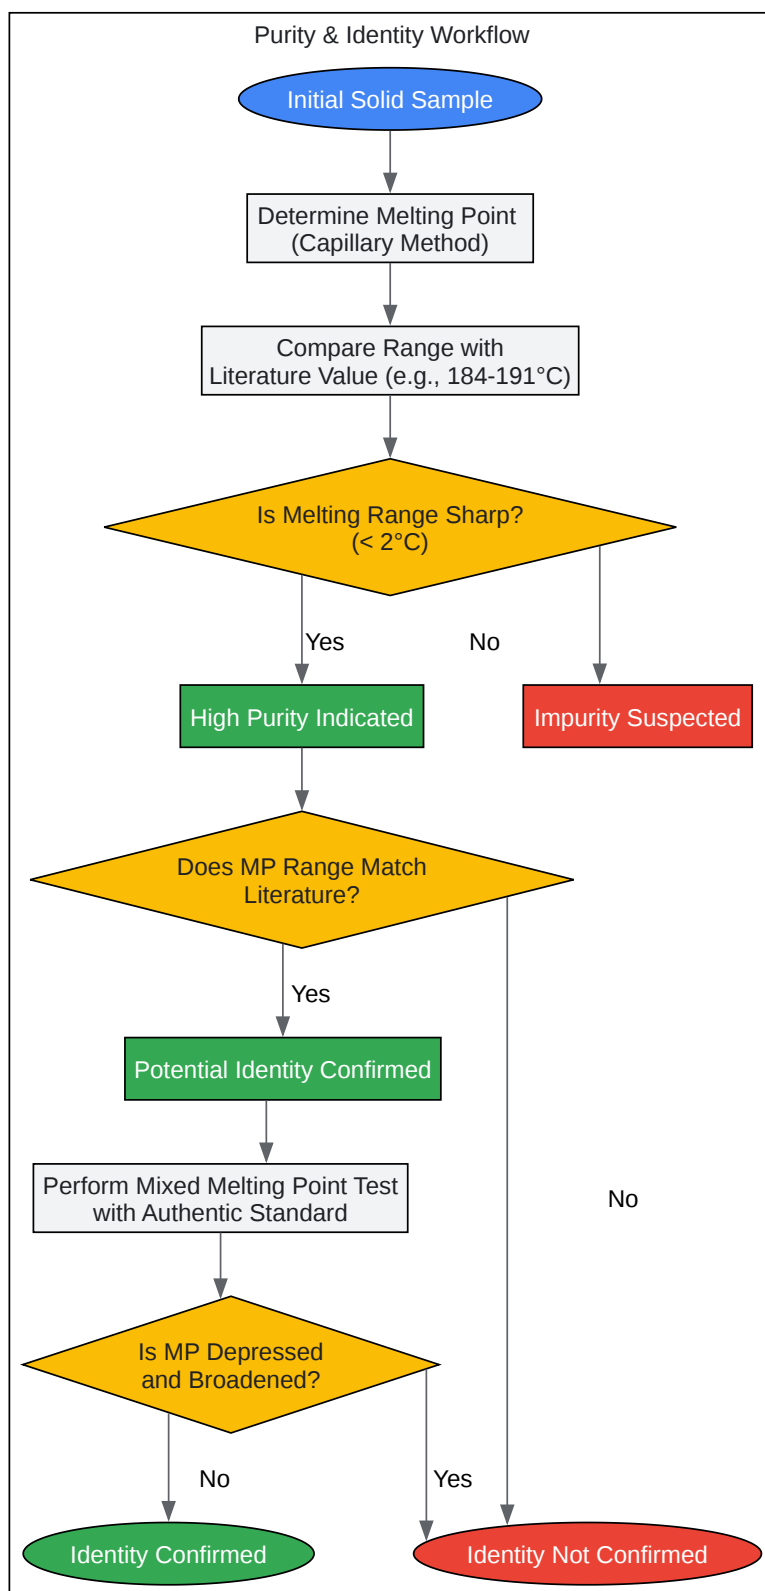 Purity & Identity Workflow
Initial Solid Sample
Determine Melting Point
(Capillary Method)
Compare Range with
Literature Value (e.g., 184-191°C)
Is Melting Range Sharp?
(< 2°C)
Yes
No
High Purity Indicated
Impurity Suspected
Does MP Range Match
Literature?
Yes
Potential Identity Confirmed
Perform Mixed Melting Point Test
with Authentic Standard
No
Is MP Depressed
and Broadened?
No
Yes
Identity Confirmed
Identity Not Confirmed